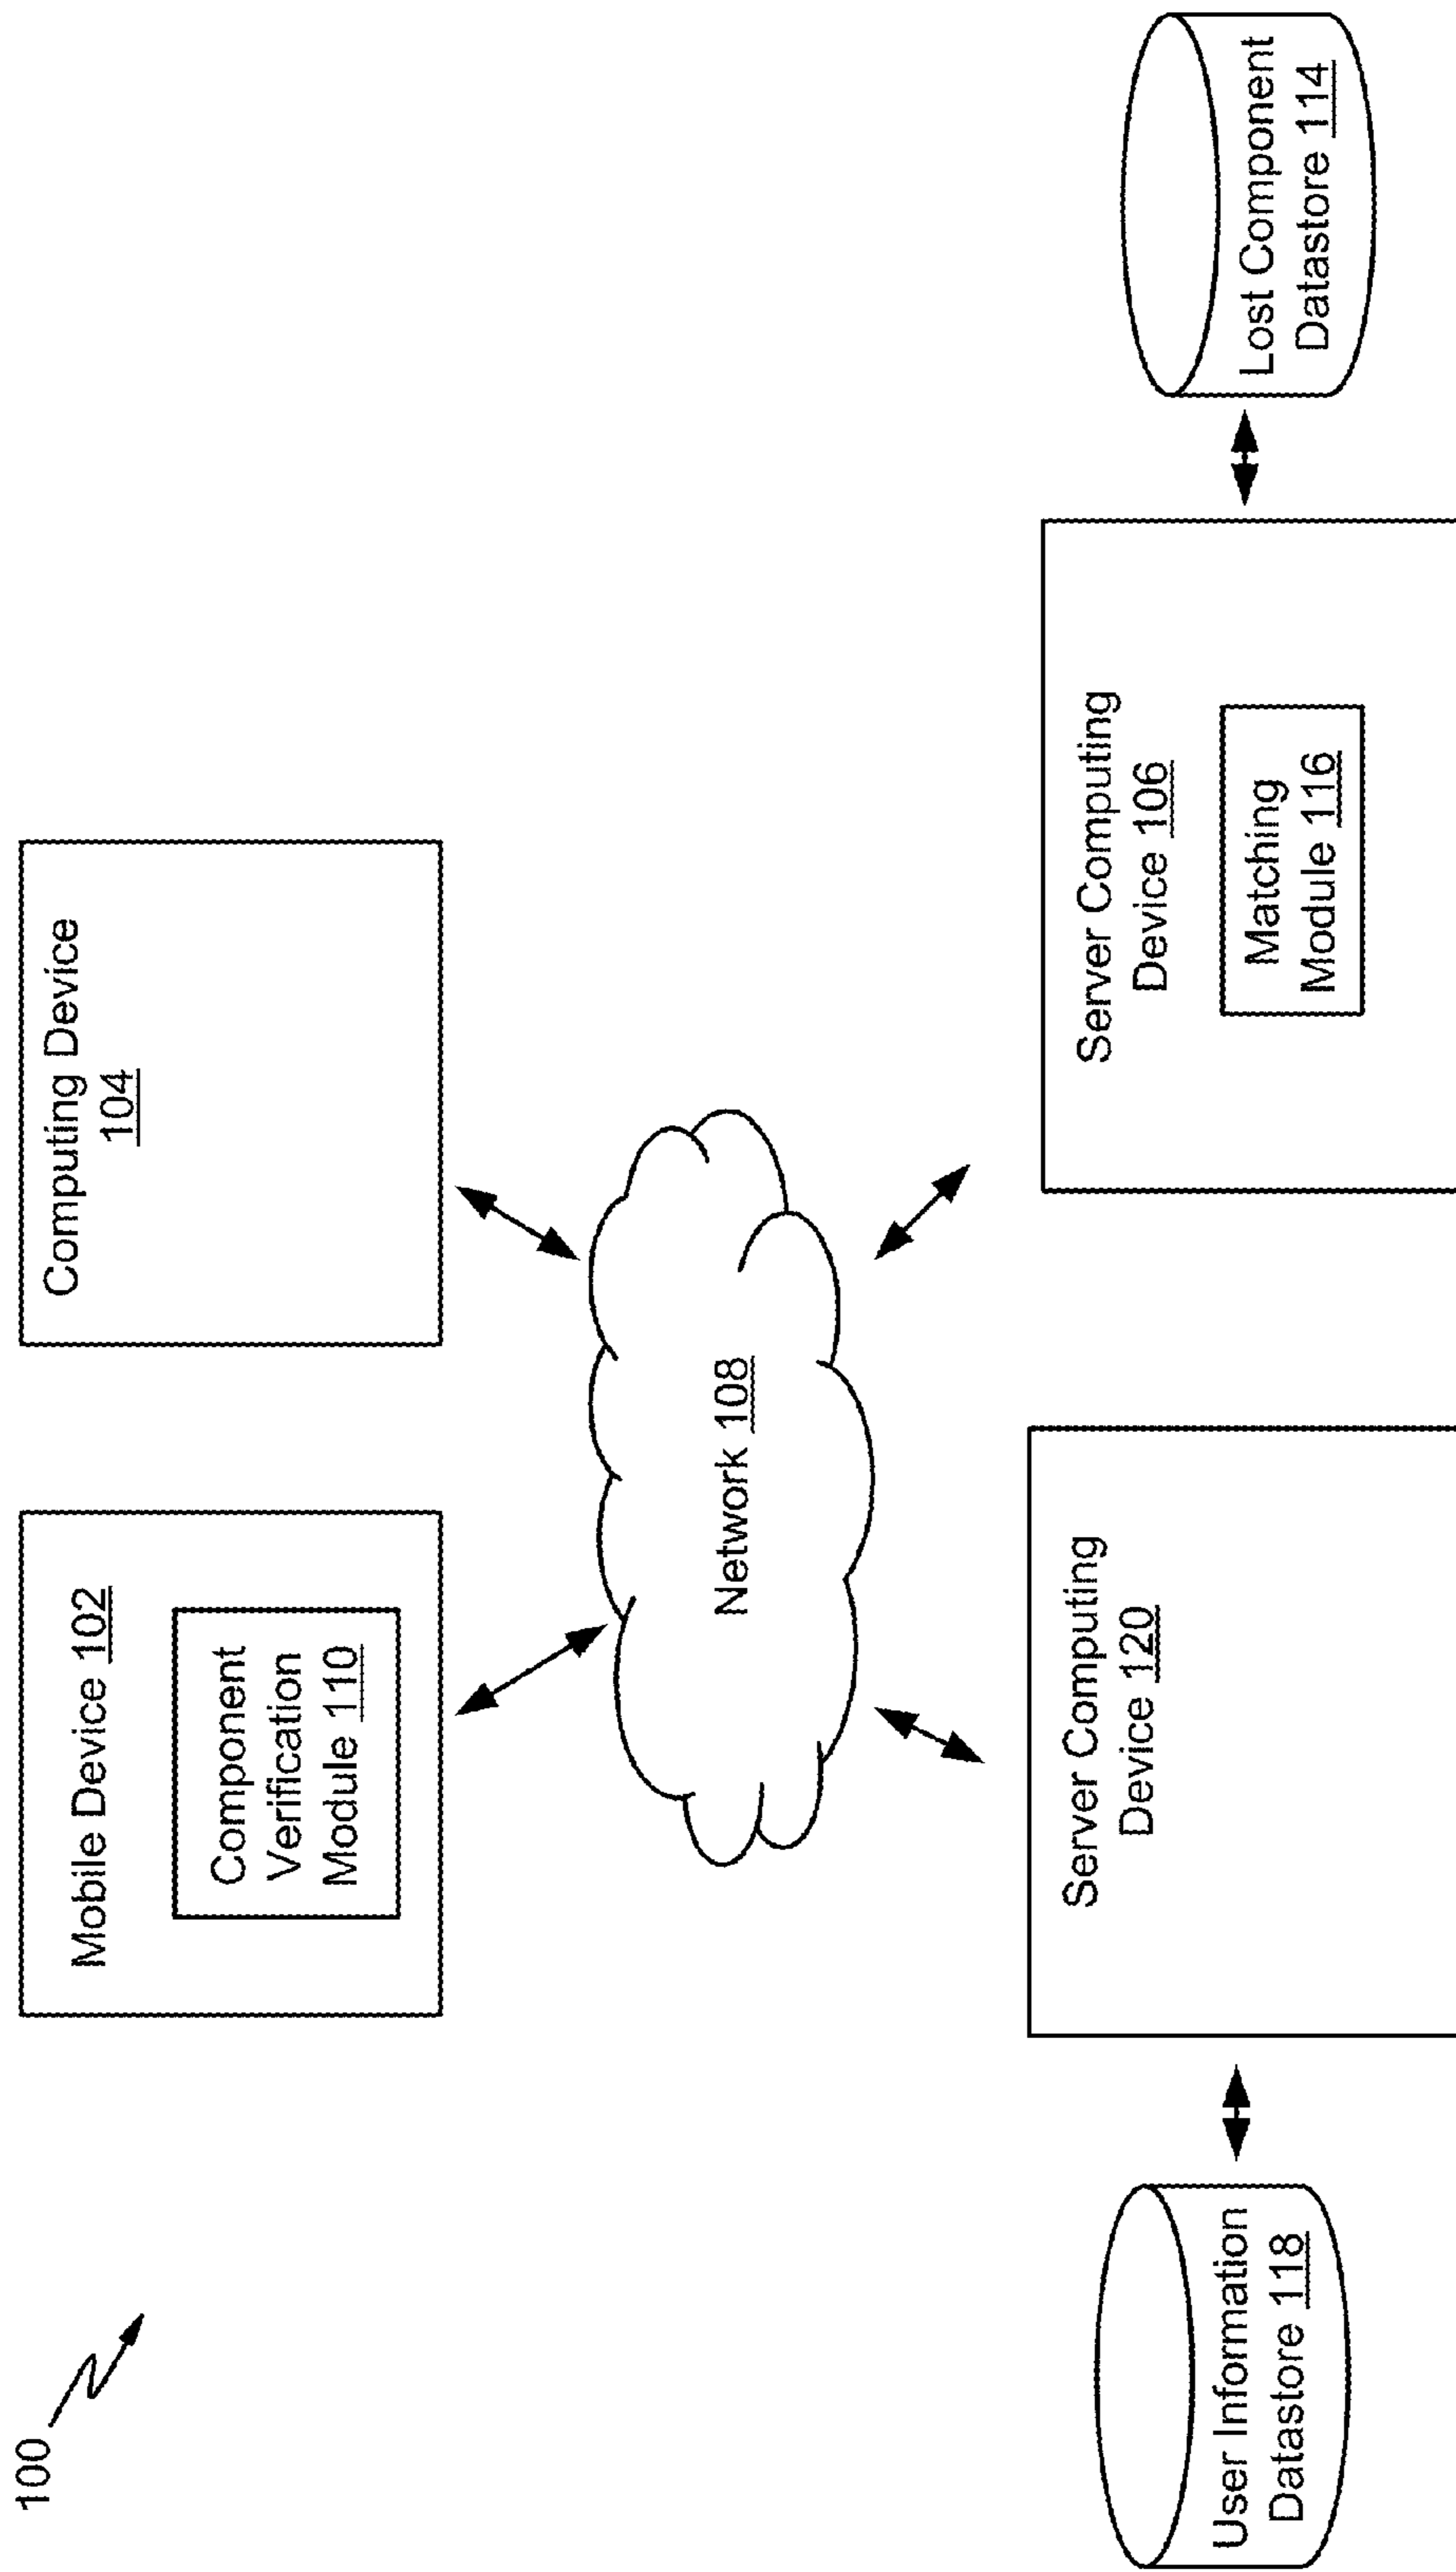 100
Mobile Device 102
Component
Verification
Module 110
Computing Device
104
Network 108
User Information
Datastore 118
Server Computing
Device 120
Server Computing
Device 106
Matching
Module 116
Lost Component
Datastore 114